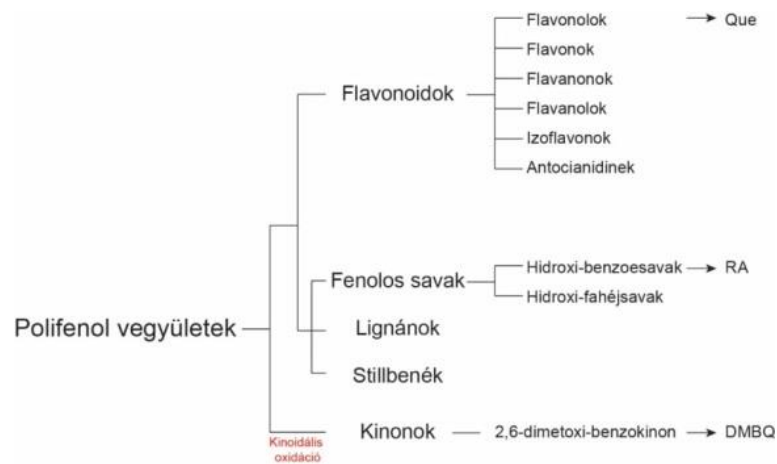 Flavonolok → Que
Flavonok
Flavanonok
Flavonoidok
Flavanolok
Izoflavonok
Antocianidinek
Hidroxi-benzoesavak → RA
Fenolos savak
Hidroxi-fahéjsavak
Polifenol vegyületek
Lignánok
Stillbenék
Kinonok
2,6-dimetoxi-benzokinon → DMBQ
Kinoidális
oxidáció